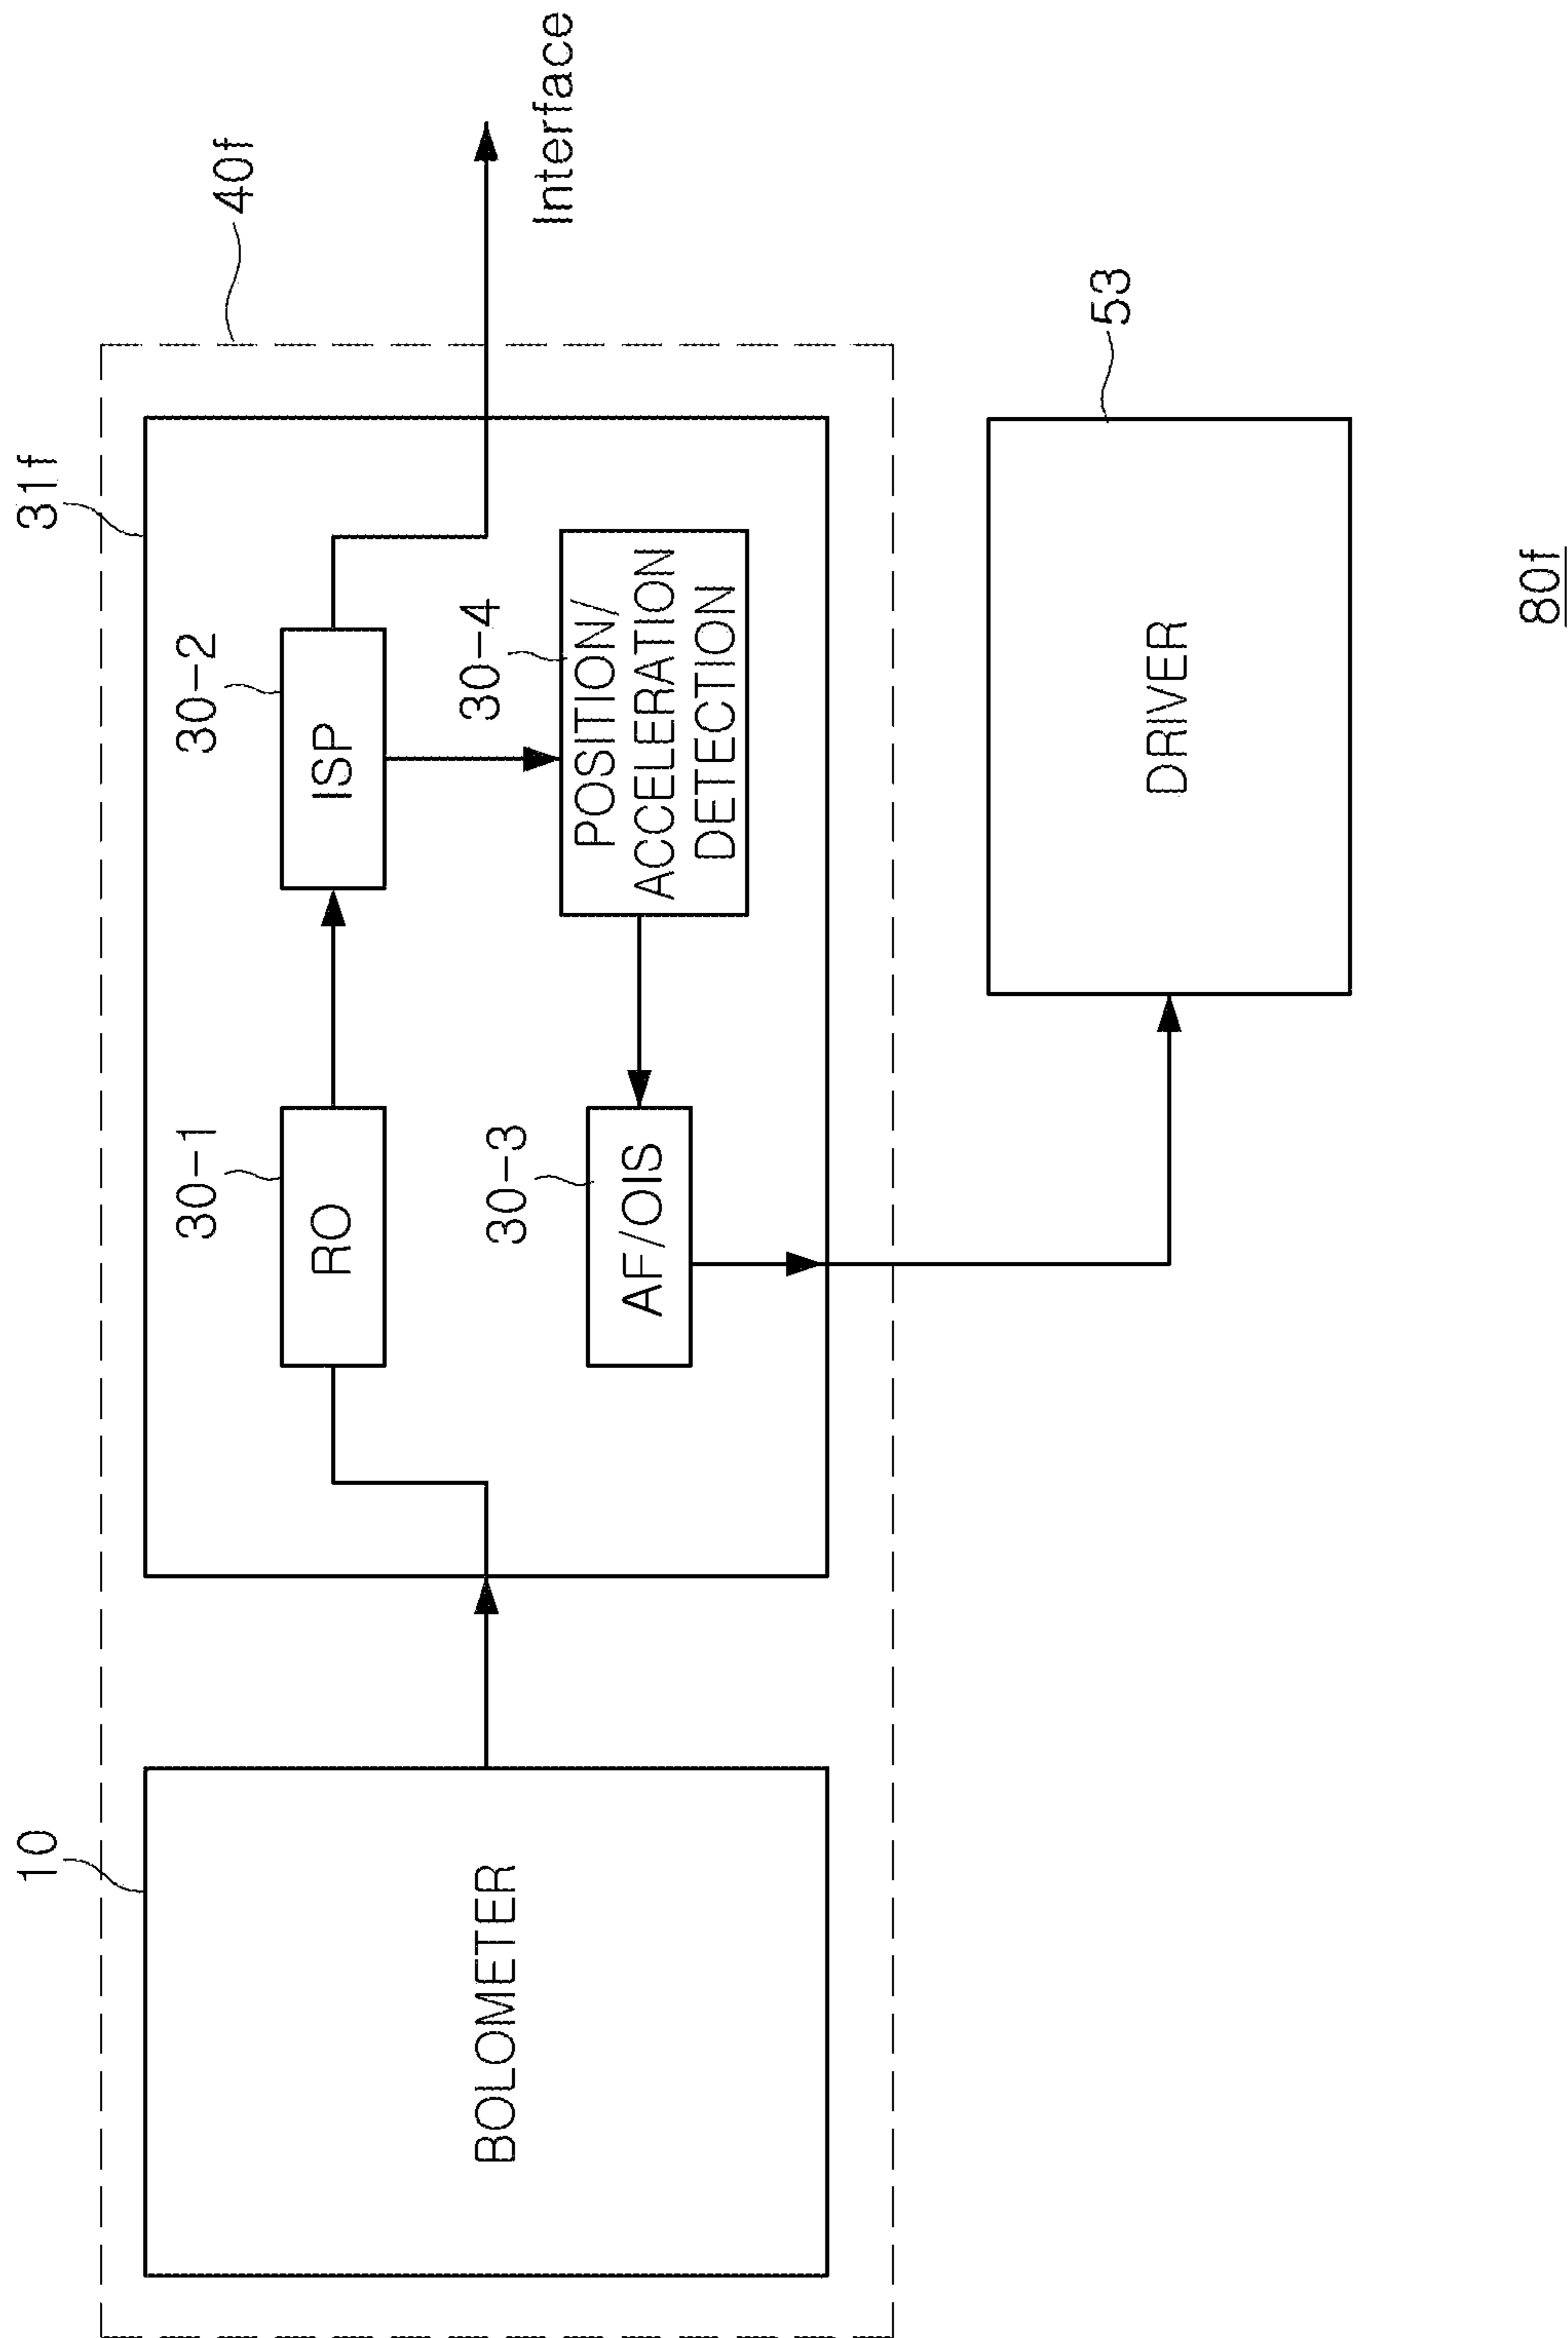 10
31f
40f
30-1
30-2
RO
ISP
BOLOMETER
30-3
30-4
AF/OIS
POSITION/
ACCELERATION
DETECTION
Interface
53
DRIVER
80f